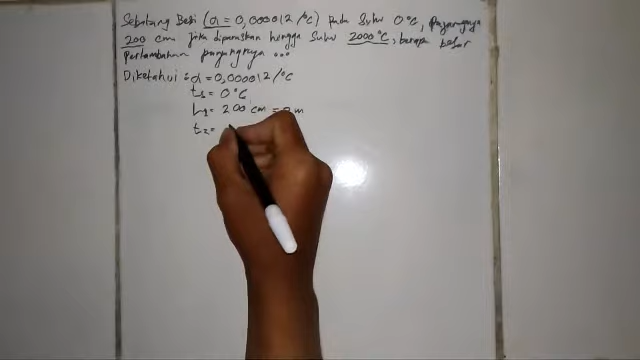 Sebatang Besi (α = 0,000012/°C) pada Suhu 0°C, Panjangnya
200 cm jika dipanaskan hingga Suhu 2000°C, berapa besar
Pertambahan panjangnya ...
Diketahui : α = 0,000012/°C
t₁ = 0°C
L₁ = 200 cm = 2 m
t₂ =